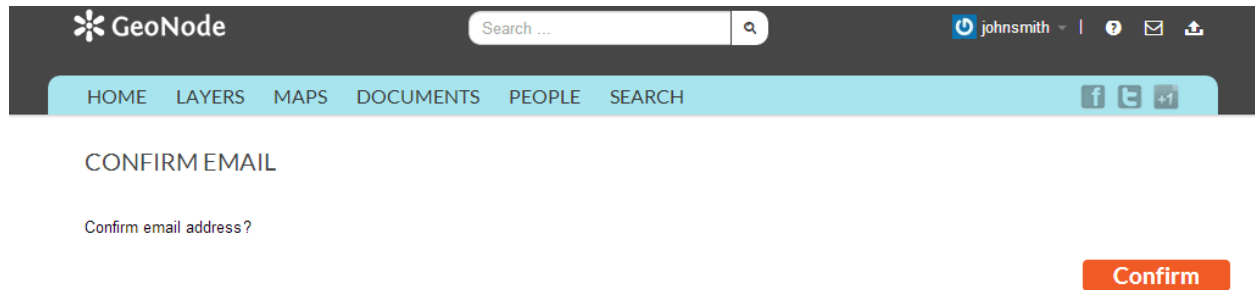 GeoNode
Search ...
johnsmith |
HOME LAYERS MAPS DOCUMENTS PEOPLE SEARCH
+1
CONFIRM EMAIL
Confirm email address?
Confirm